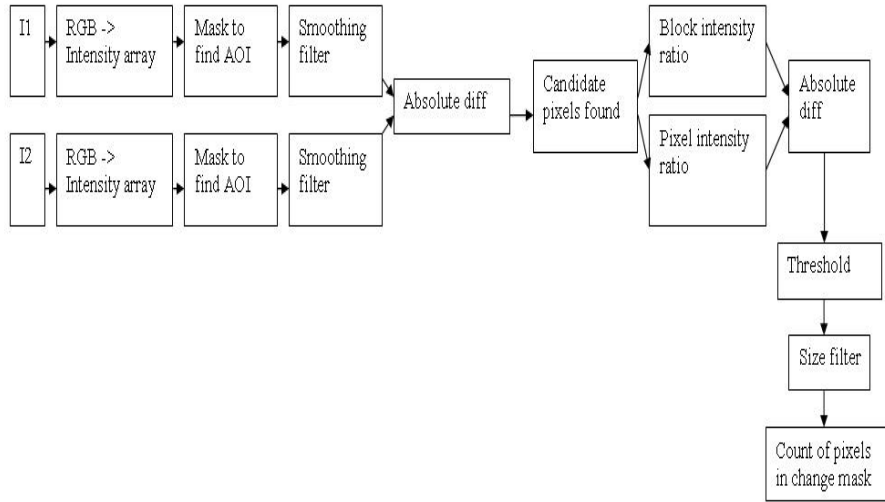 I1
RGB ->
Intensity array
Mask to
find AOI
Smoothing
filter
I2
RGB ->
Intensity array
Mask to
find AOI
Smoothing
filter
Absolute diff
Candidate
pixels found
Block intensity
ratio
Pixel intensity
ratio
Absolute
diff
Threshold
Size filter
Count of pixels
in change mask